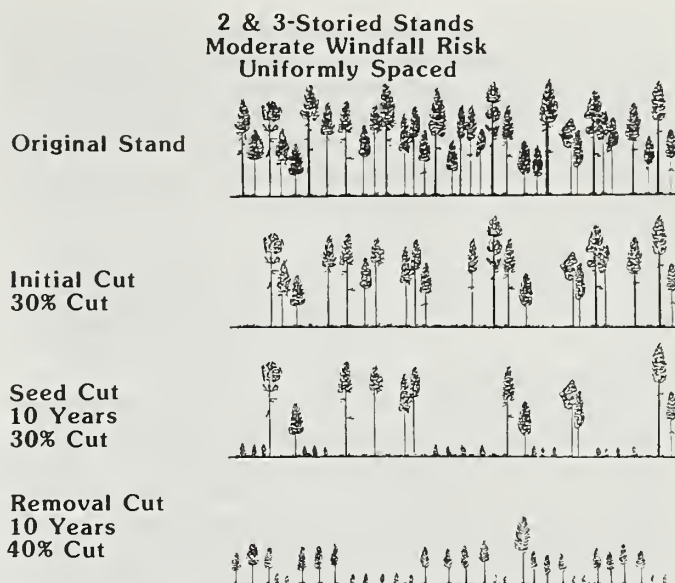 2 & 3-Storied Stands
Moderate Windfall Risk
Uniformly Spaced
Original Stand
Initial Cut
30% Cut
Seed Cut
10 Years
30% Cut
Removal Cut
10 Years
40% Cut